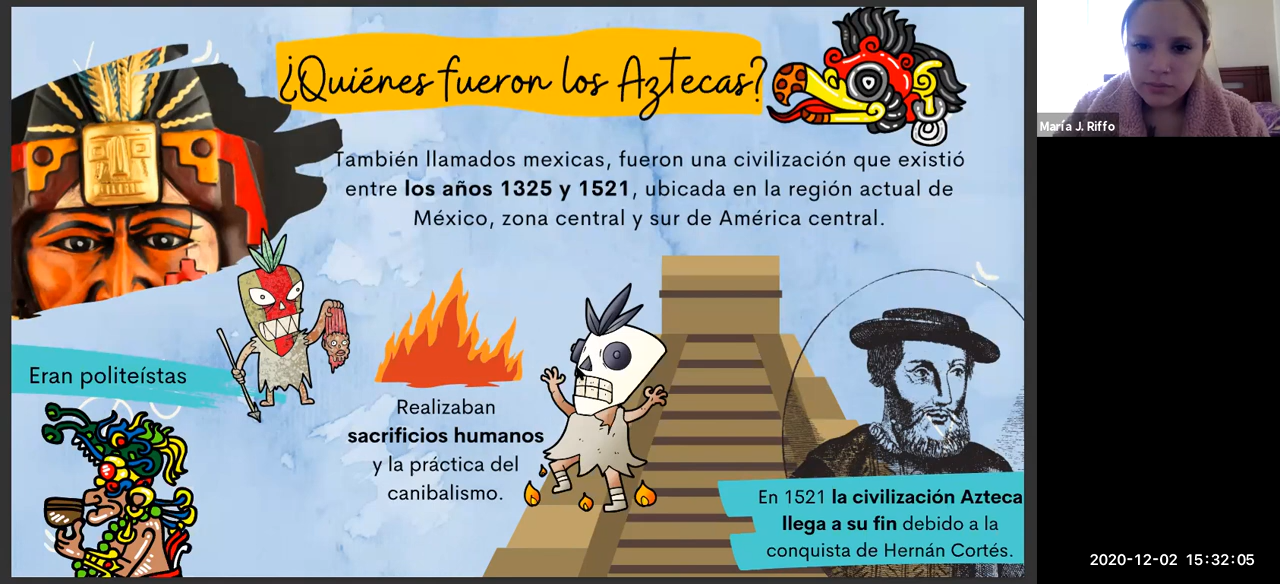 ¿Quiénes fueron los Aztecas?
También llamados mexicas, fueron una civilización que existió
entre los años 1325 y 1521, ubicada en la región actual de
México, zona central y sur de América central.
Eran politeístas
Realizaban
sacrificios humanos
y la práctica del
canibalismo.
En 1521 la civilización Azteca
llega a su fin debido a la
conquista de Hernán Cortés.
María J. Riffo
2020-12-02 15:32:05